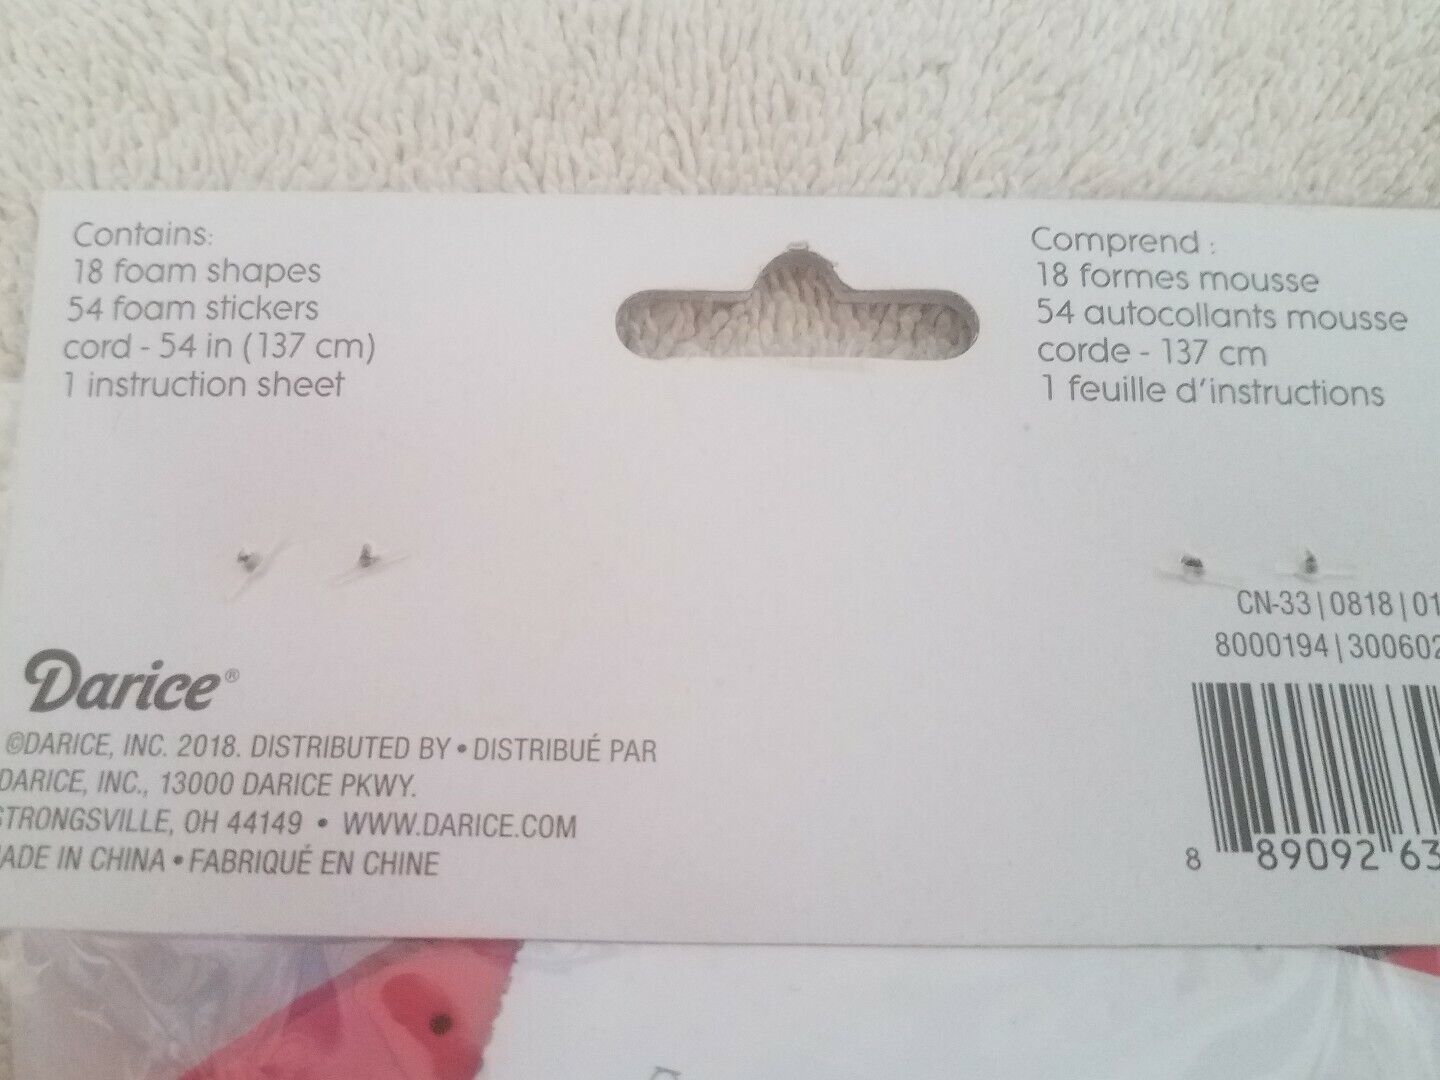 Contains:
18 foam shapes
54 foam stickers
cord - 54 in (137 cm)
1 instruction sheet
Comprend :
18 formes mousse
54 autocollants mousse
corde - 137 cm
1 feuille d'instructions
CN-33|0818|01
8000194|300602
Darice®
©DARICE, INC. 2018. DISTRIBUTED BY • DISTRIBUÉ PAR
DARICE, INC., 13000 DARICE PKWY.
STRONGSVILLE, OH 44149 • WWW.DARICE.COM
ADE IN CHINA • FABRIQUÉ EN CHINE
8 89092 63